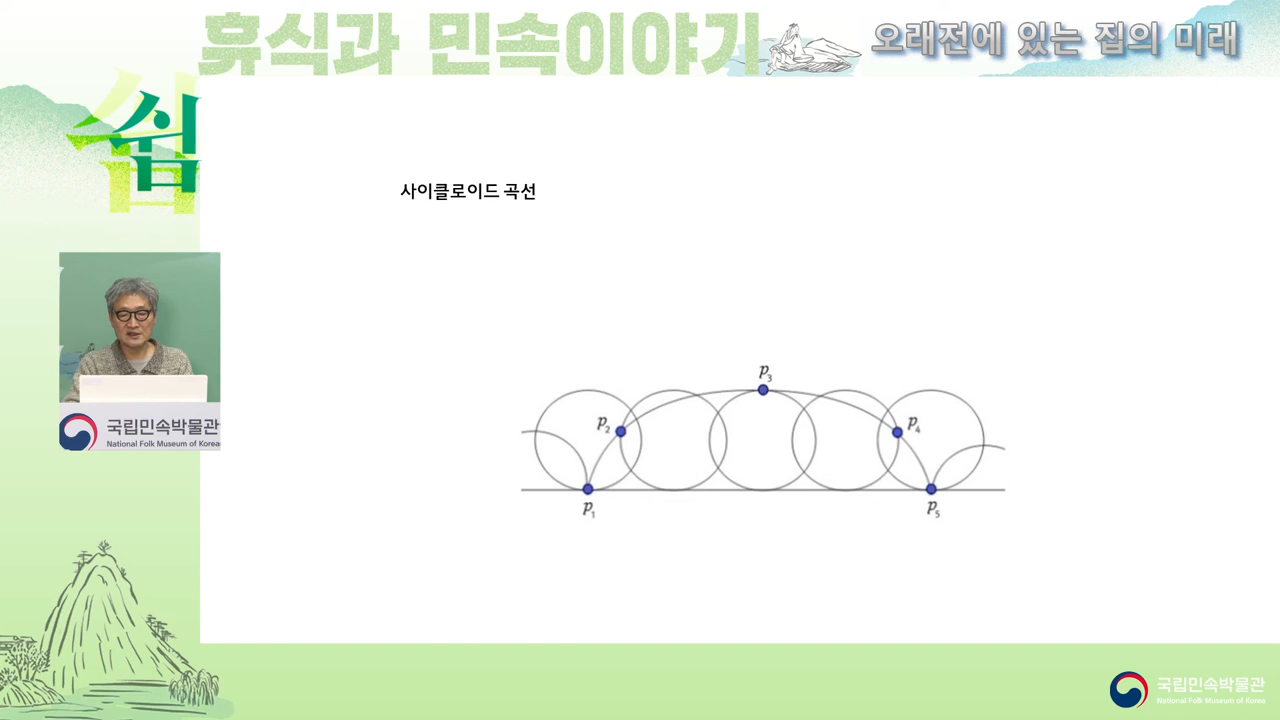 휴식과 민속이야기
오래전에 있는 집의 미래
쉼
사이클로이드 곡선
p3
p2
p4
p1
p5
국립민속박물관
National Folk Museum of Korea
국립민속박물관
National Folk Museum of Korea